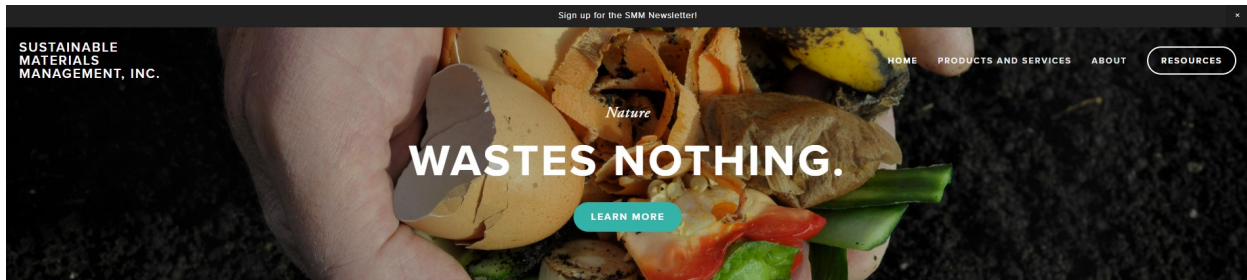 Sign up for the SMM Newsletter!
×
SUSTAINABLE
MATERIALS
MANAGEMENT, INC.
HOME PRODUCTS AND SERVICES ABOUT RESOURCES
Nature
WASTES NOTHING.
LEARN MORE